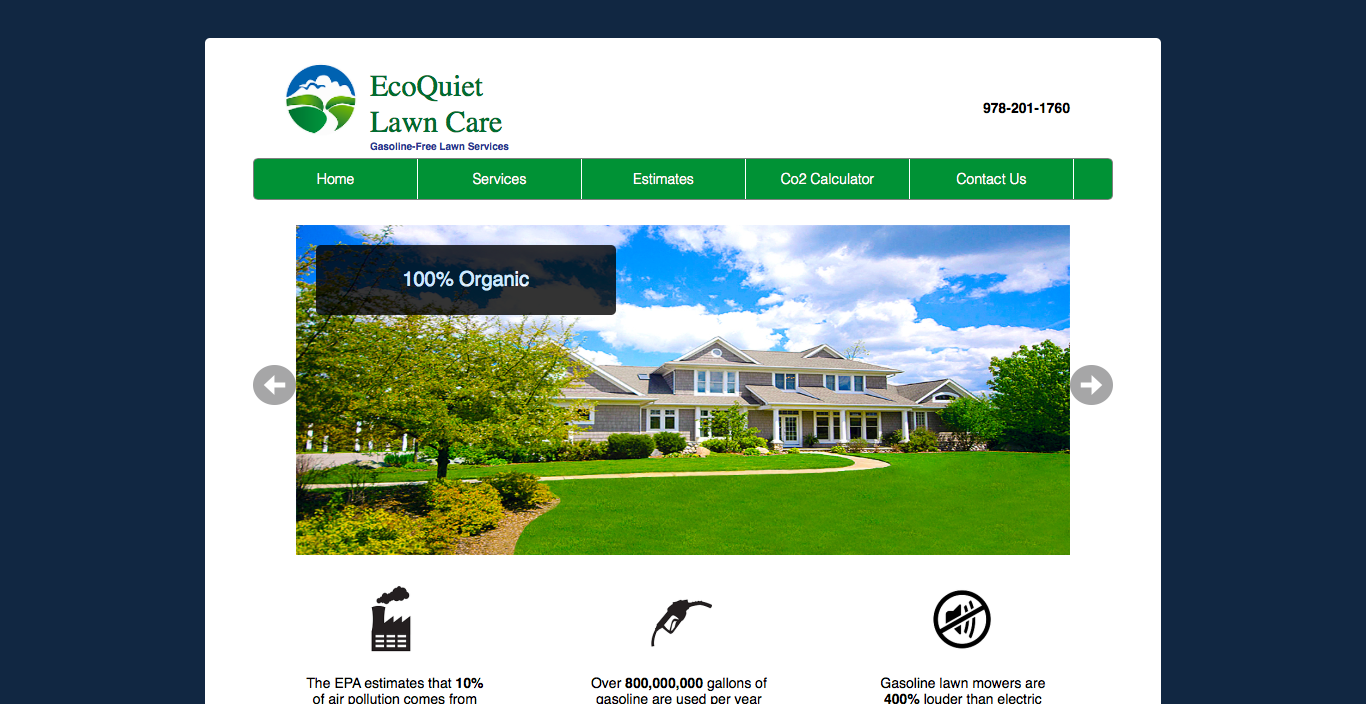 EcoQuiet
Lawn Care
Gasoline-Free Lawn Services
978-201-1760
Home
Services
Estimates
Co2 Calculator
Contact Us
100% Organic
The EPA estimates that 10%
of air pollution comes from
Over 800,000,000 gallons of
gasoline are used per year
Gasoline lawn mowers are
400% louder than electric